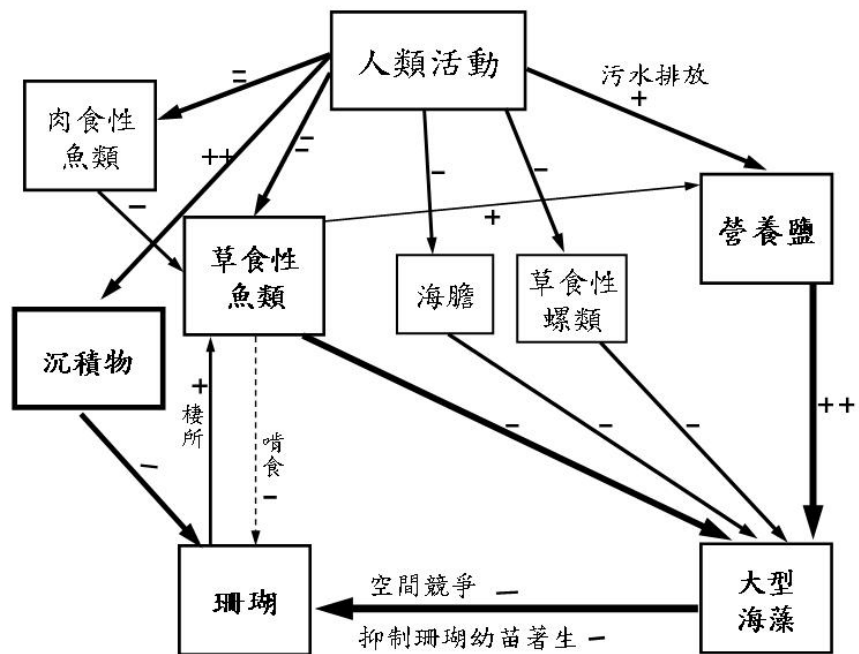 人類活動
污水排放
+
=
肉食性
魚類
++
=
-
-
-
+
草食性
魚類
海膽
草食性
螺類
營養鹽
沉積物
+
棲所
啃食
-
-
-
-
-
++
珊瑚
空間競爭 -
抑制珊瑚幼苗著生 -
大型
海藻